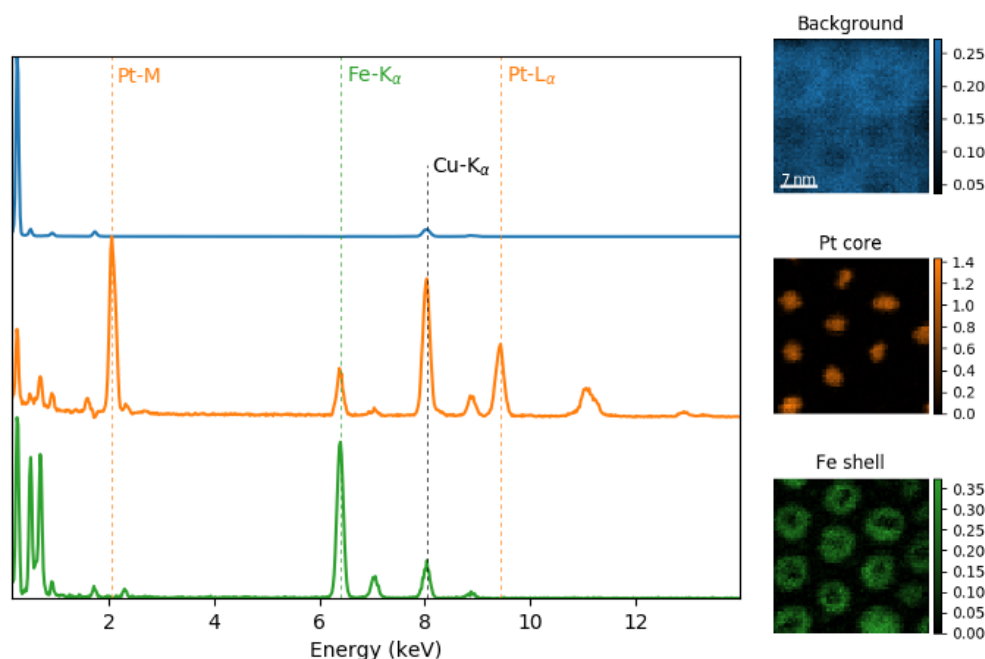 Background
Pt-M
Fe-Kα
Pt-Lα
Cu-Kα
7 nm
0.25
0.20
0.15
0.10
0.05
Pt core
1.4
1.2
1.0
0.8
0.6
0.4
0.2
0.0
Fe shell
0.35
0.30
0.25
0.20
0.15
0.10
0.05
0.00
2 4 6 8 10 12
Energy (keV)